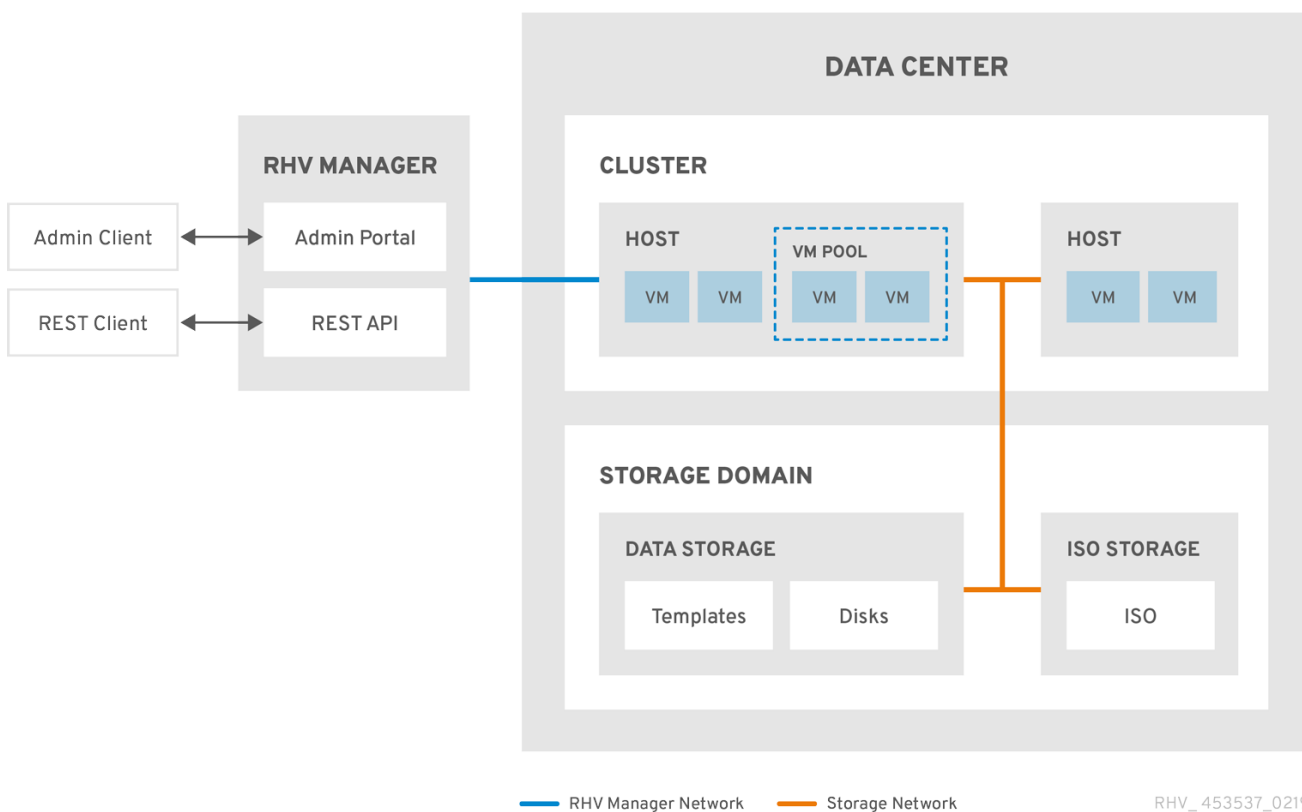 DATA CENTER
RHV MANAGER
CLUSTER
Admin Client
Admin Portal
REST Client
REST API
HOST
VM POOL
VM VM VM VM
HOST
VM VM
STORAGE DOMAIN
DATA STORAGE
Templates Disks
ISO STORAGE
ISO
RHV Manager Network Storage Network